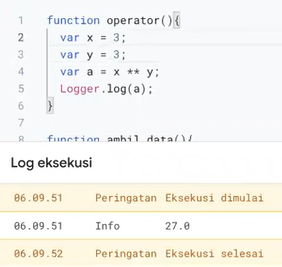 1 function operator(){
2 var x = 3;
3 var y = 3;
4 var a = x ** y;
5 Logger.log(a);
6 }
7
8 function ambil_data(){
Log eksekusi
06.09.51 Peringatan Eksekusi dimulai
06.09.51 Info 27.0
06.09.52 Peringatan Eksekusi selesai